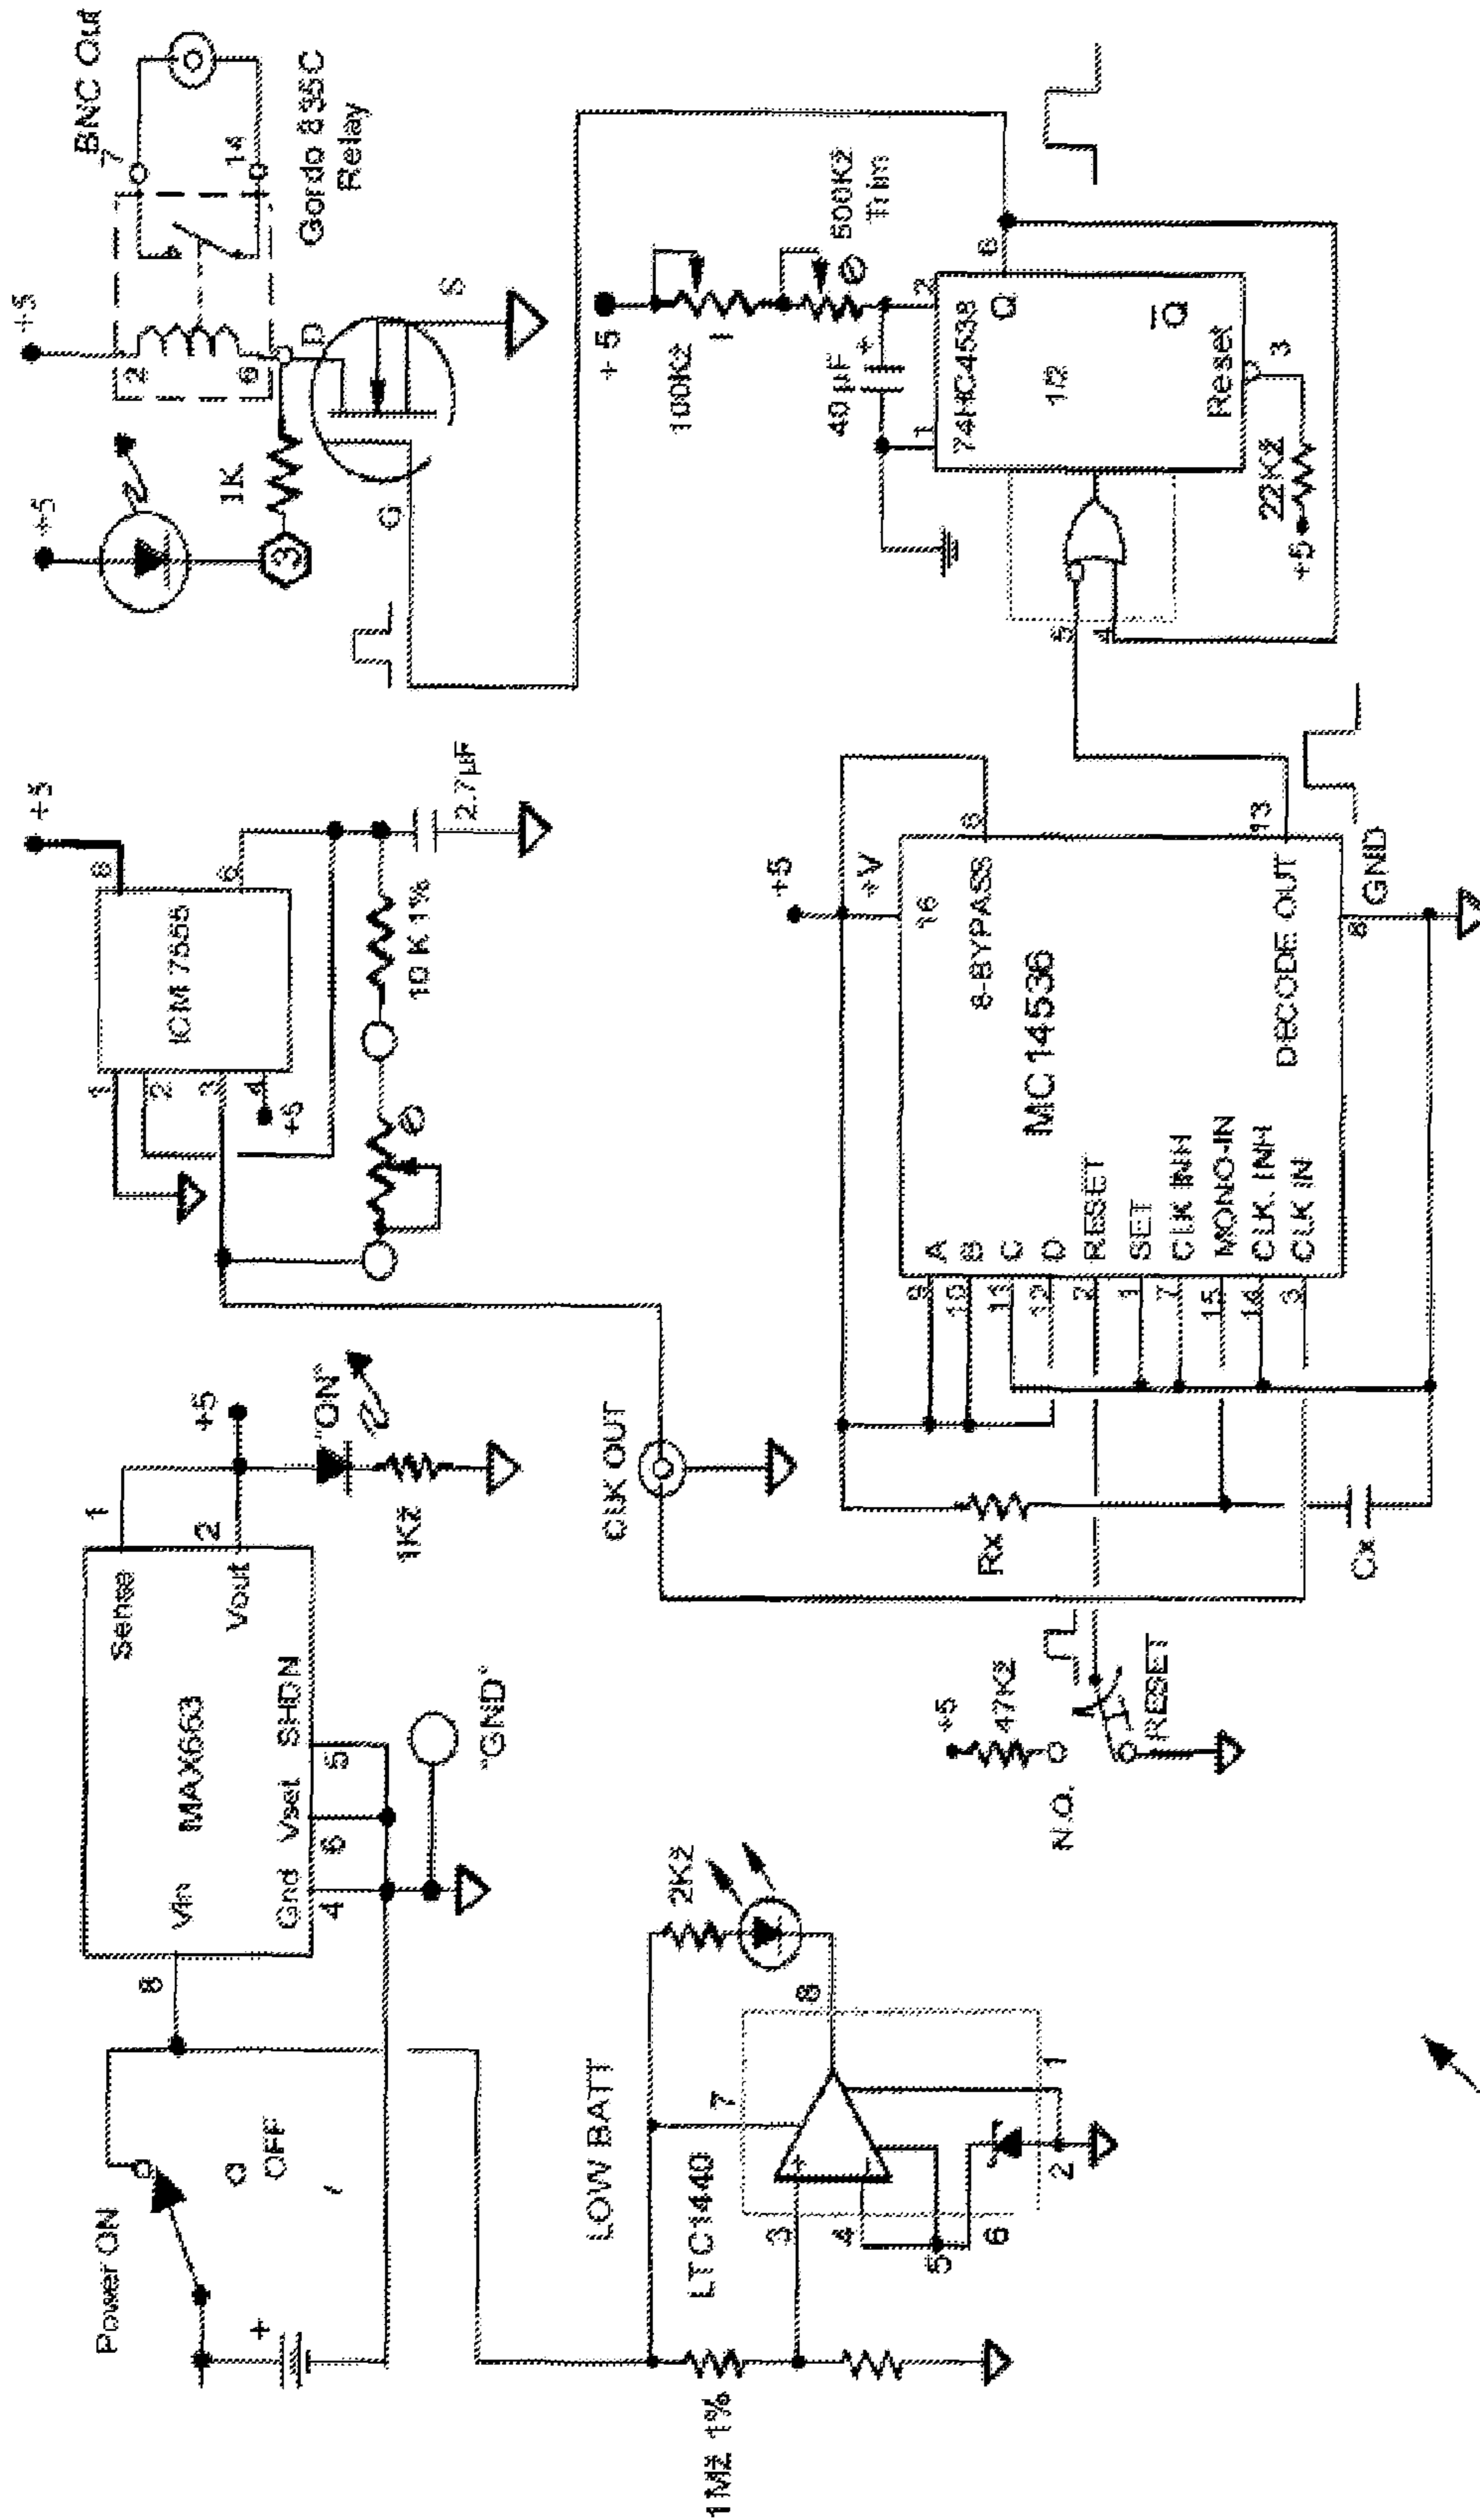 Power ON
OFF
+
8
Vin
MAX663
Sense
1
2
Vout
+5
Gnd
Vset
SHDN
4
6
5
"GND"
"ON"
1KΩ
LOW BATT
LTC1440
7
3
4
5
6
8
1
2
+
2KΩ
1MΩ 1%
+5
ICM 7555
8
6
1
2
3
4
+5
10 K 1%
2.7µF
CLK OUT
+5
47KΩ
N.O.
RESET
Rx
Cx
+5
+V
16
MC14536
8-BYPASS
DECODE OUT
13
GND
8
9
10
11
12
2
1
7
15
14
3
A
B
C
D
RESET
SET
CLK INH
MONO-IN
CLK. INH
CLK IN
+5
3
1K
+5
2
6
D
G
S
7
14
BNC Out
Gordo 835C
Relay
+5
100KΩ
500KΩ
Trim
40 µF
+
1
2
74HC4538
1/2
Q
Q
Reset
6
3
22KΩ
+5
5
4